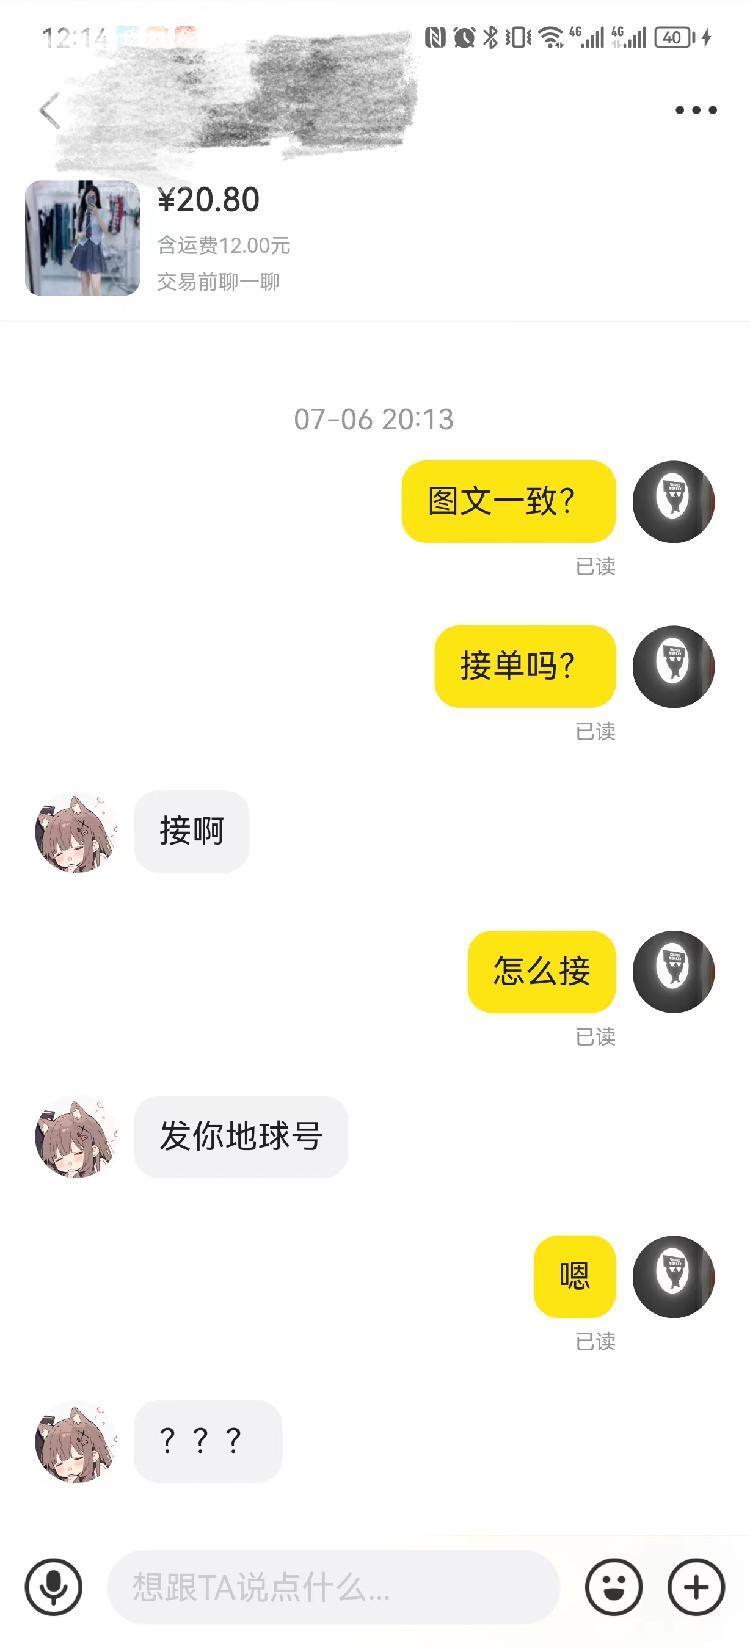 12:14
4G
4G
40
¥20.80
含运费12.00元
交易前聊一聊
07-06 20:13
图文一致？
已读
接单吗？
已读
接啊
怎么接
已读
发你地球号
嗯
已读
？？？
想跟TA说点什么...